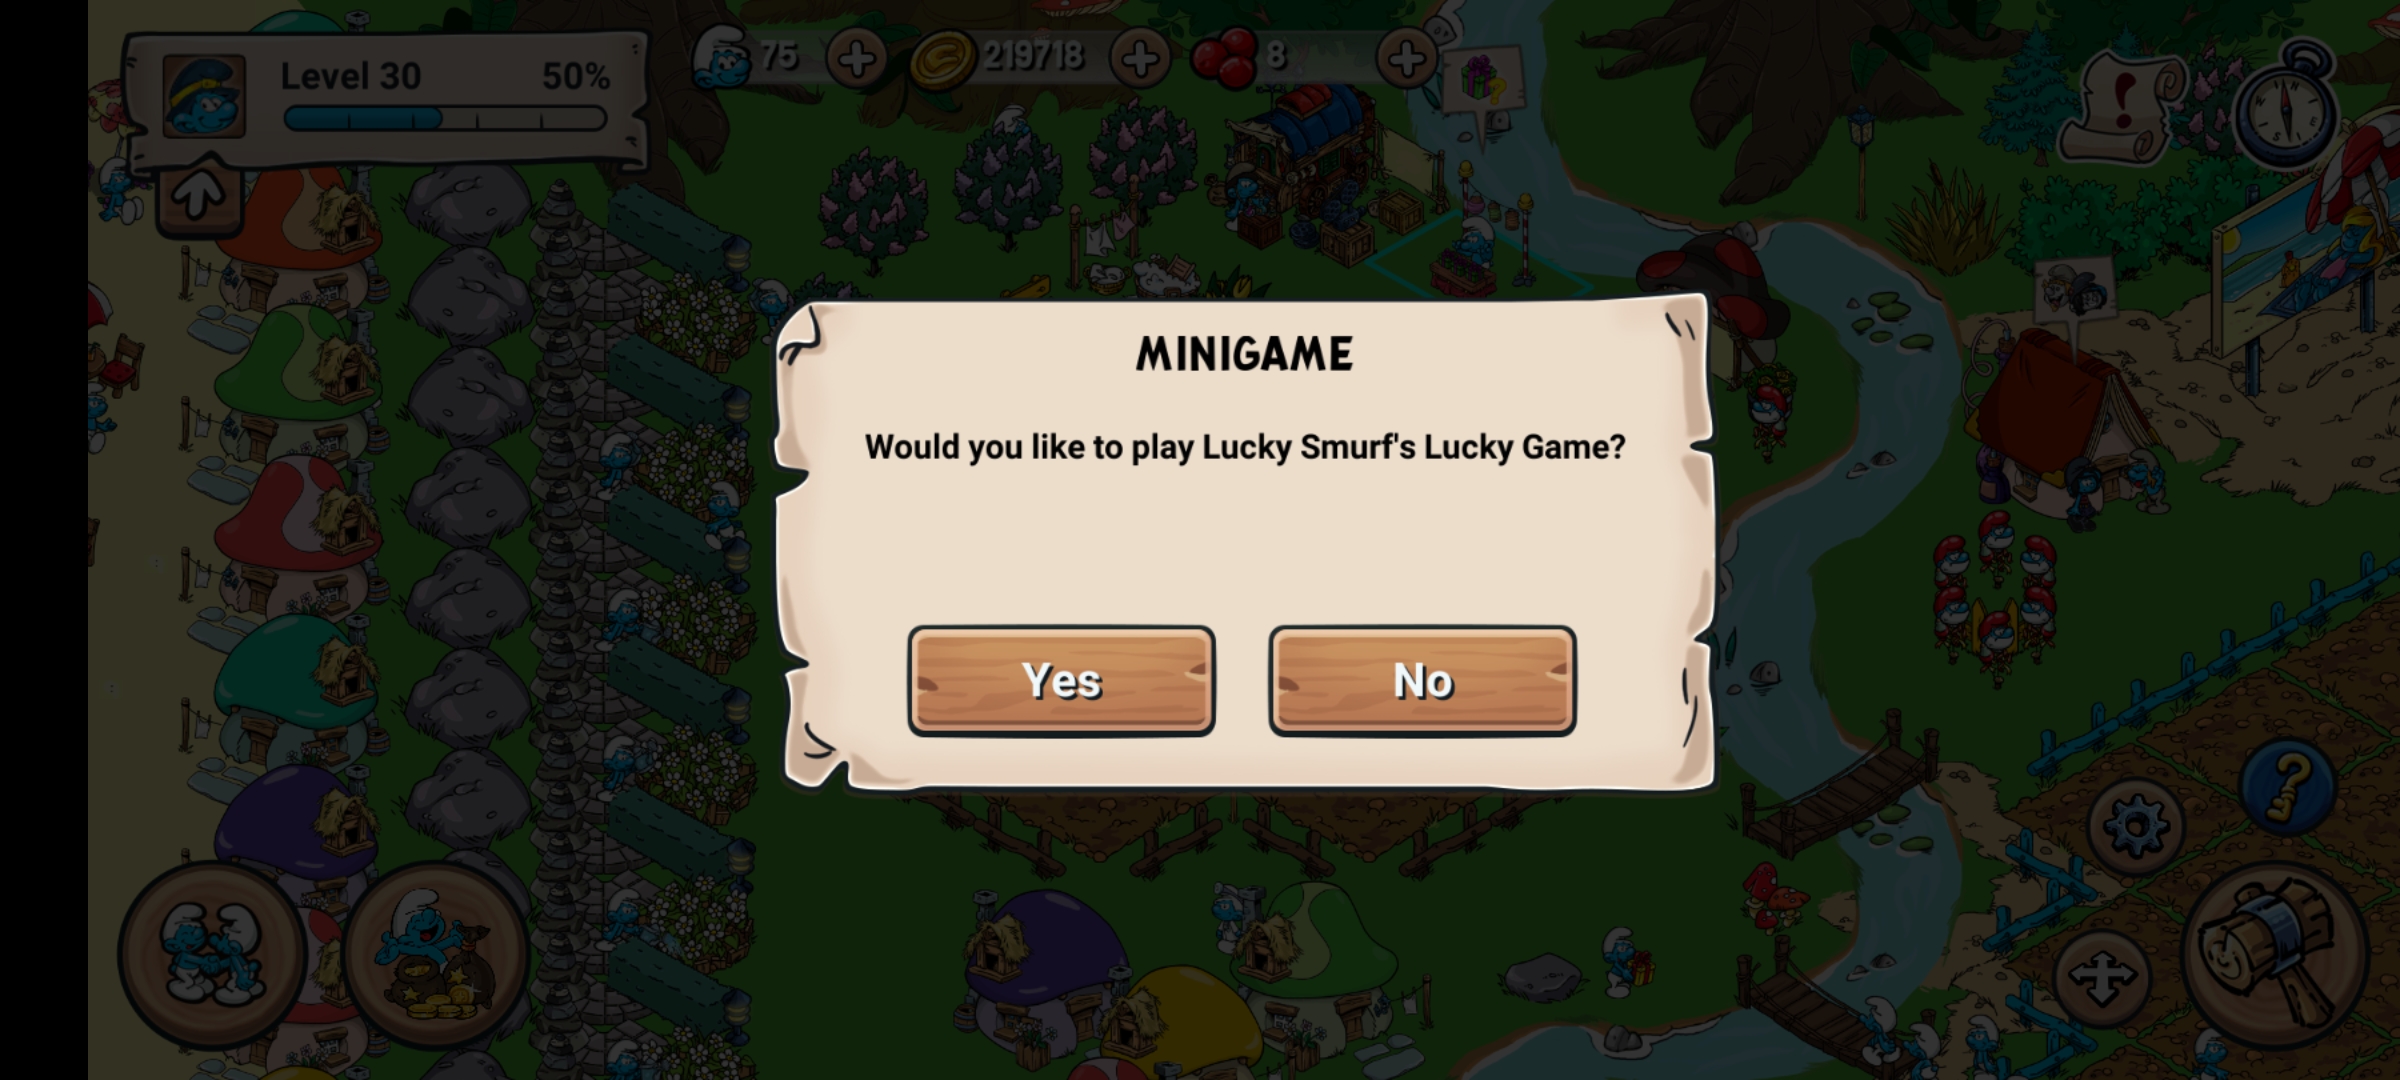 Level 30 50%
75 219718 8
MINIGAME
Would you like to play Lucky Smurf's Lucky Game?
Yes No